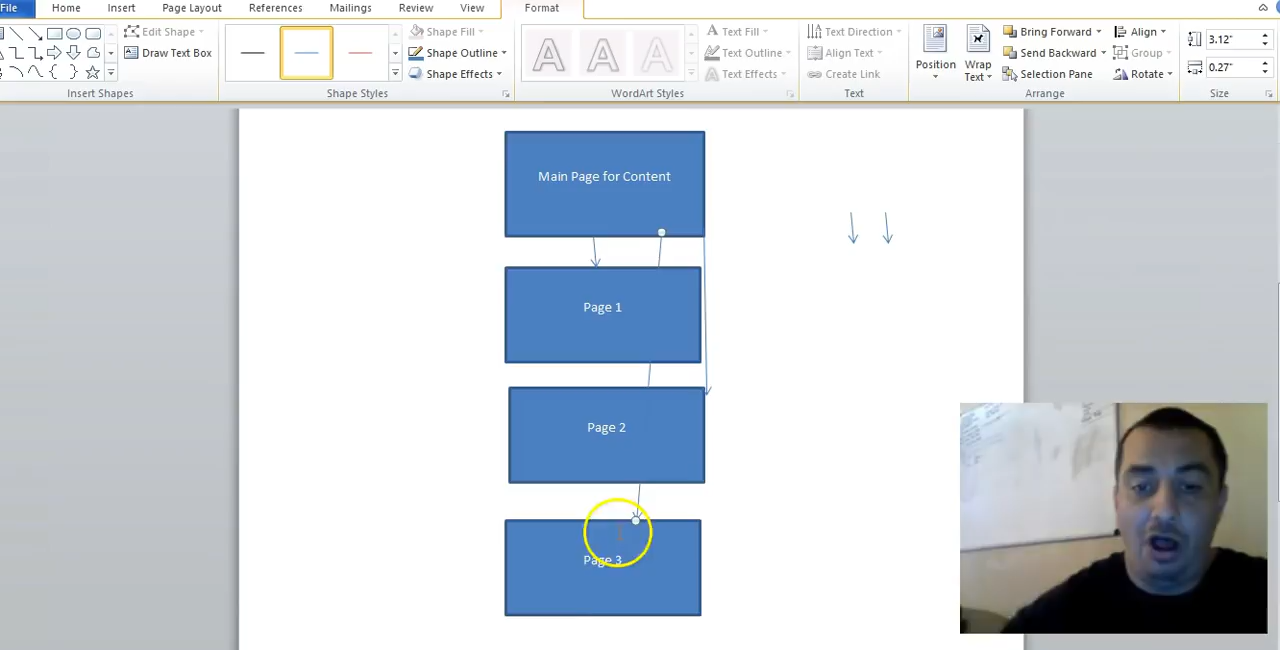 File Home Insert Page Layout References Mailings Review View Format
Edit Shape Shape Fill Text Fill Text Direction Bring Forward Align 3.12"
Draw Text Box Shape Outline Text Outline Align Text Position Wrap Text Send Backward Group 0.27"
Shape Effects Text Effects Create Link Selection Pane Rotate
Insert Shapes Shape Styles WordArt Styles Text Arrange Size
Main Page for Content
Page 1
Page 2
Page 3